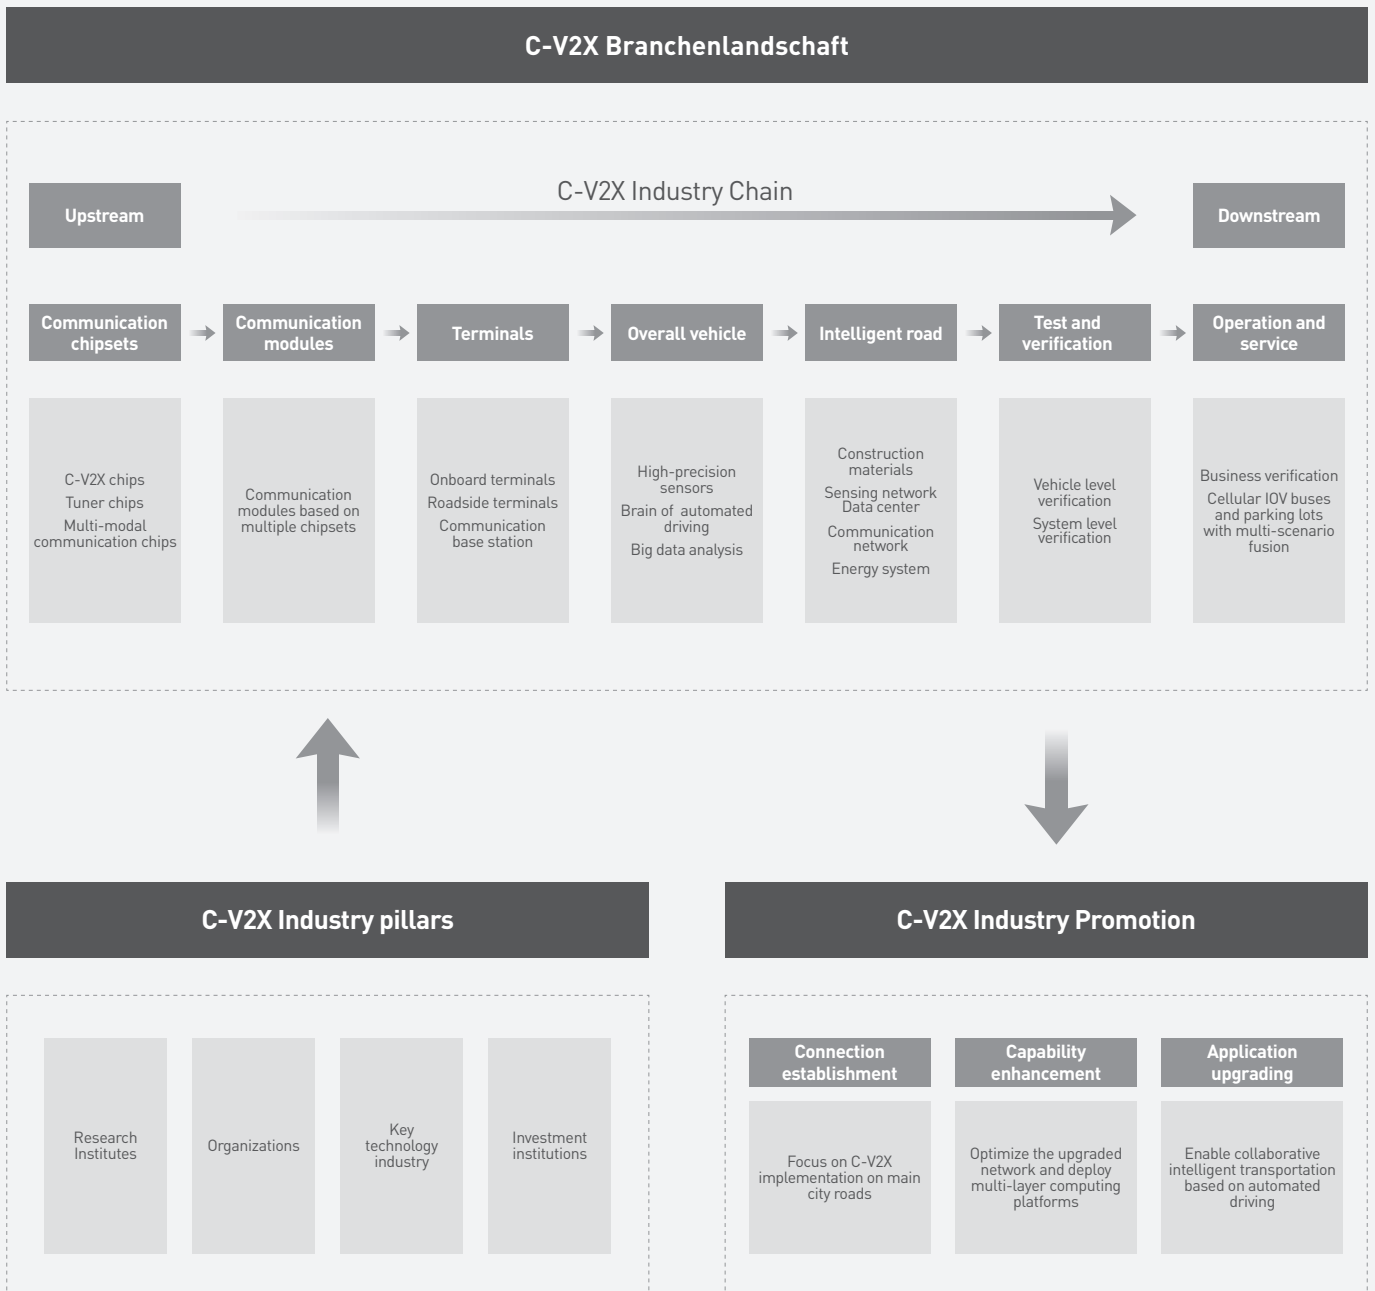 C-V2X Branchenlandschaft
C-V2X Industry Chain
Upstream
Downstream
Communication
chipsets
Communication
modules
Terminals
Overall vehicle
Intelligent road
Test and
verification
Operation and
service
C-V2X chips
Tuner chips
Multi-modal
communication chips
Communication
modules based on
multiple chipsets
Onboard terminals
Roadside terminals
Communication
base station
High-precision
sensors
Brain of automated
driving
Big data analysis
Construction
materials
Sensing network
Data center
Communication
network
Energy system
Vehicle level
verification
System level
verification
Business verification
Cellular IOV buses
and parking lots
with multi-scenario
fusion
C-V2X Industry pillars
C-V2X Industry Promotion
Research
Institutes
Organizations
Key
technology
industry
Investment
institutions
Connection
establishment
Capability
enhancement
Application
upgrading
Focus on C-V2X
implementation on main
city roads
Optimize the upgraded
network and deploy
multi-layer computing
platforms
Enable collaborative
intelligent transportation
based on automated
driving